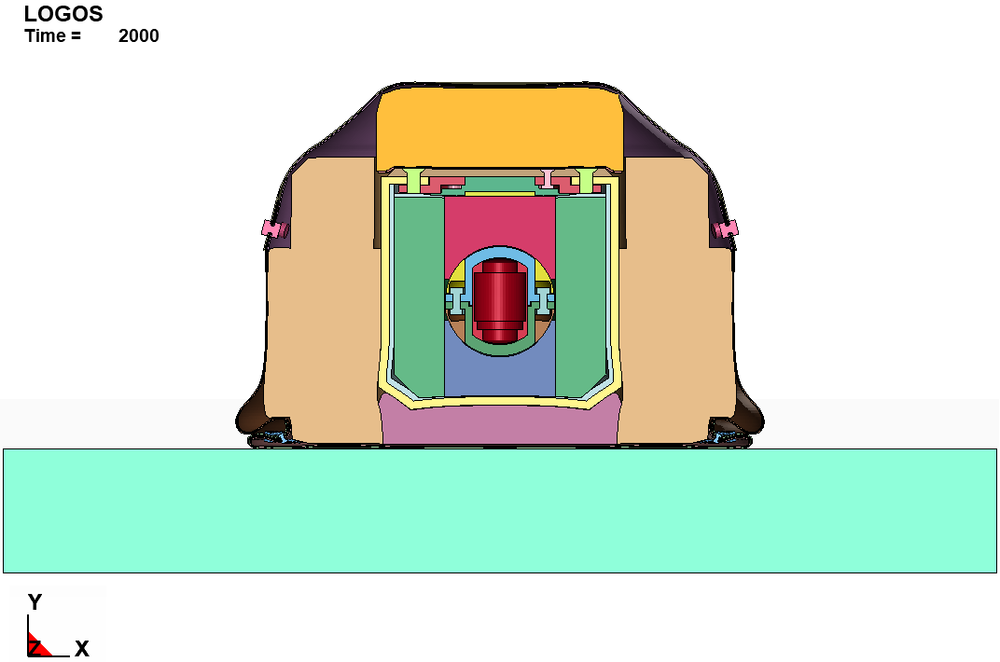 LOGOS
Time = 2000
Y
Z X